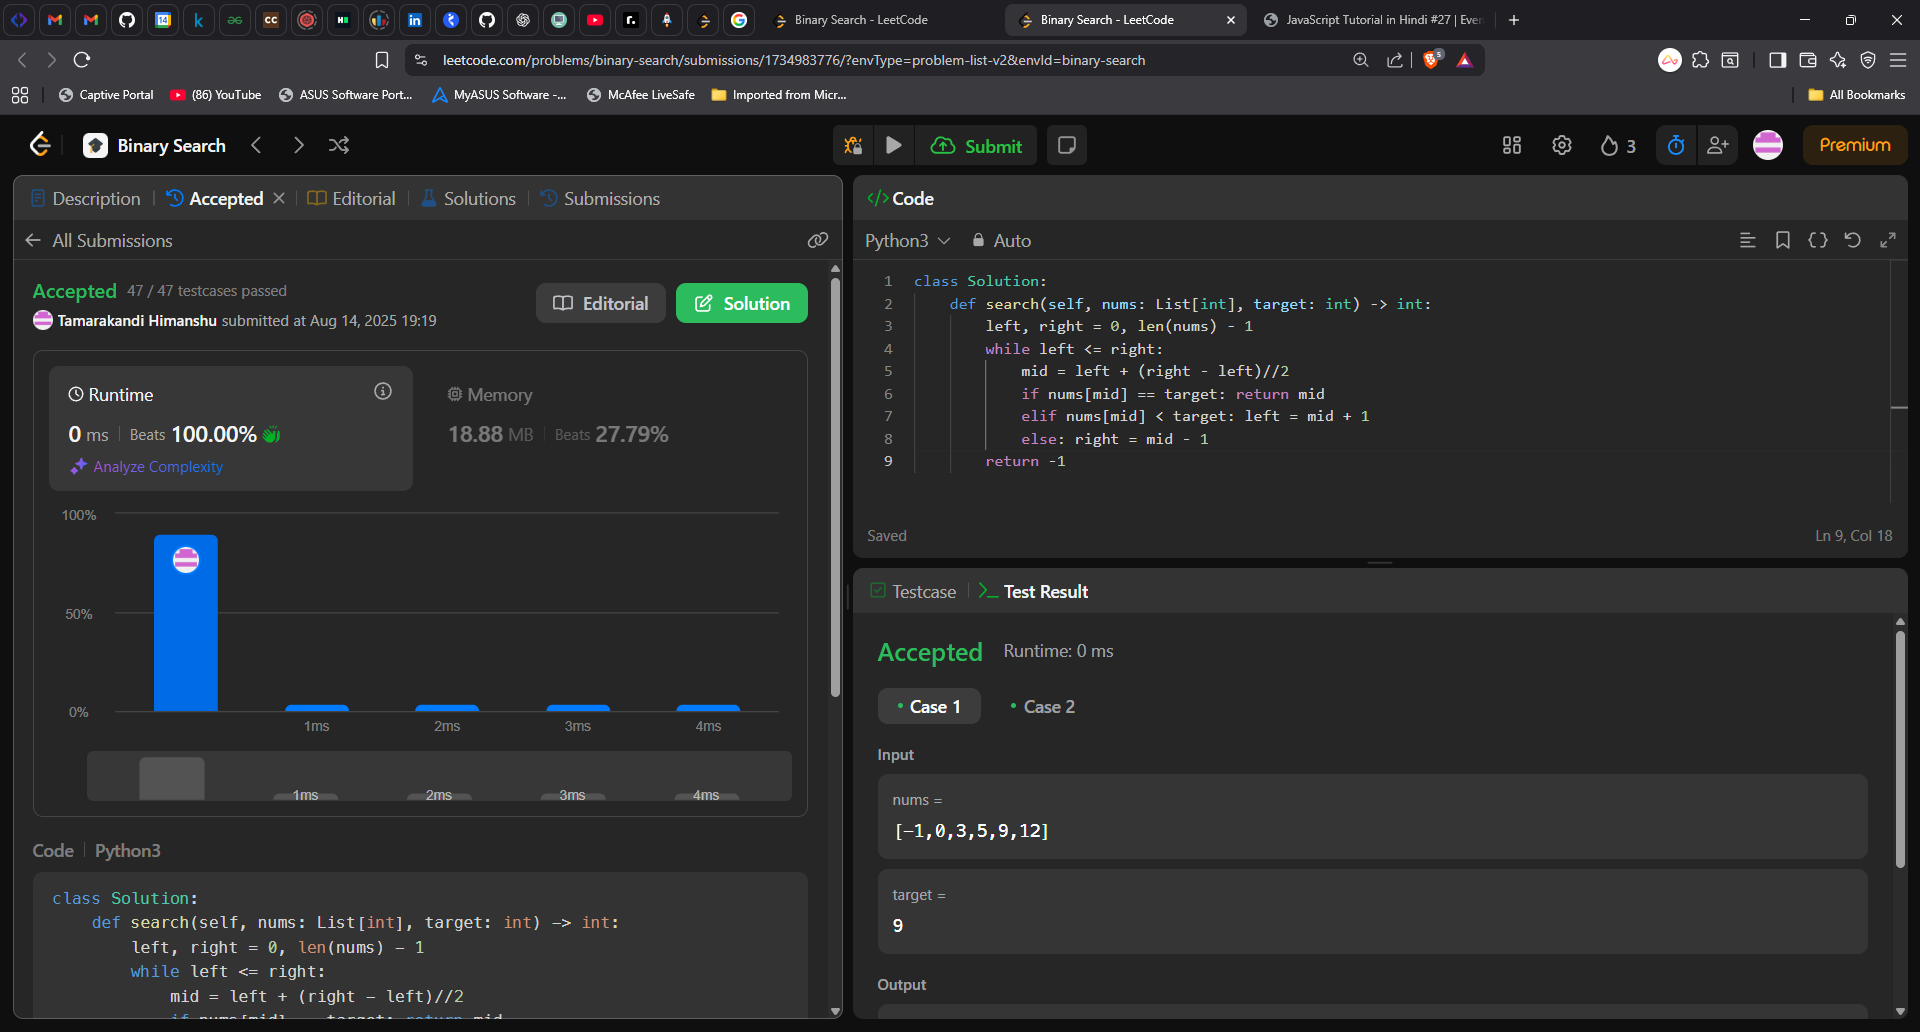 Binary Search - LeetCode
Binary Search - LeetCode
JavaScript Tutorial in Hindi #27 | Even
leetcode.com/problems/binary-search/submissions/1734983776/?envType=problem-list-v2&envId=binary-search
5
Captive Portal
(86) YouTube
ASUS Software Port...
MyASUS Software -...
McAfee LiveSafe
Imported from Micr...
All Bookmarks
Binary Search
Submit
3
Premium
Description
Accepted
Editorial
Solutions
Submissions
All Submissions
Accepted 47 / 47 testcases passed
Tamarakandi Himanshu submitted at Aug 14, 2025 19:19
Editorial
Solution
Runtime
0 ms Beats 100.00%
Analyze Complexity
Memory
18.88 MB Beats 27.79%
100%
50%
0%
1ms 2ms 3ms 4ms
1ms 2ms 3ms 4ms
Code Python3
class Solution:
def search(self, nums: List[int], target: int) -> int:
left, right = 0, len(nums) - 1
while left <= right:
mid = left + (right - left)//2
Code
Python3
Auto
1 class Solution:
2 def search(self, nums: List[int], target: int) -> int:
3 left, right = 0, len(nums) - 1
4 while left <= right:
5 mid = left + (right - left)//2
6 if nums[mid] == target: return mid
7 elif nums[mid] < target: left = mid + 1
8 else: right = mid - 1
9 return -1
Saved
Ln 9, Col 18
Testcase
Test Result
Accepted Runtime: 0 ms
Case 1
Case 2
Input
nums =
[-1,0,3,5,9,12]
target =
9
Output